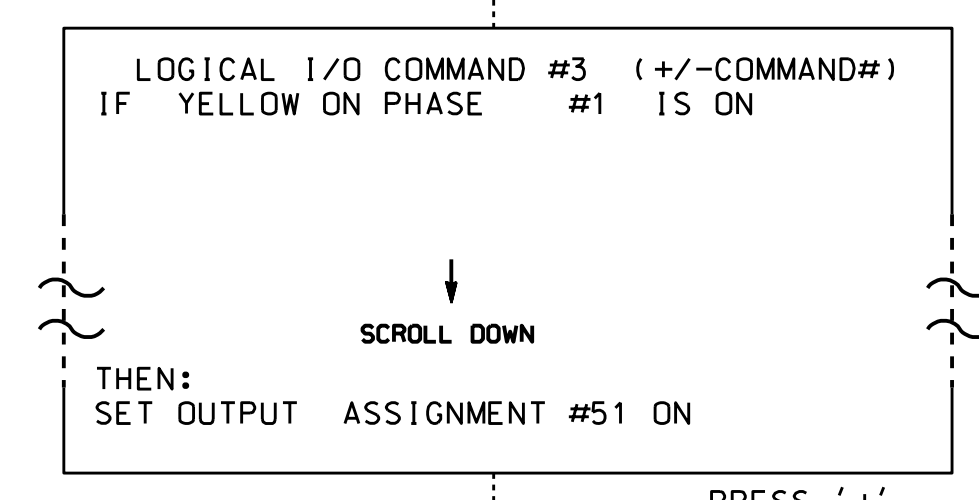 LOGICAL I/O COMMAND #3 (+/-COMMAND#)
IF YELLOW ON PHASE #1 IS ON
SCROLL DOWN
THEN:
SET OUTPUT ASSIGNMENT #51 ON
PRESS '+'